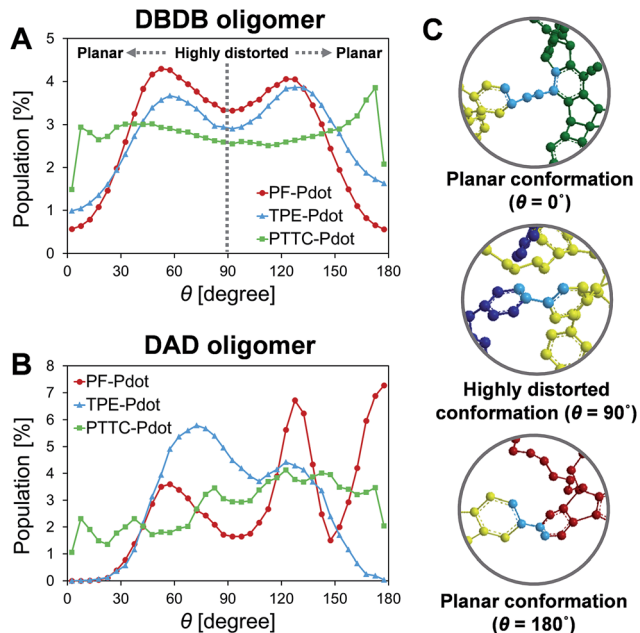 DBDB oligomer
A
Planar
Highly distorted
Planar
Population [%]
5
4
3
2
1
0
PF-Pdot
TPE-Pdot
PTTC-Pdot
0 30 60 90 120 150 180
θ [degree]
DAD oligomer
B
Population [%]
8
7
6
5
4
3
2
1
0
PF-Pdot
TPE-Pdot
PTTC-Pdot
0 30 60 90 120 150 180
θ [degree]
C
Planar conformation
(θ = 0˚)
Highly distorted
conformation (θ = 90˚)
Planar conformation
(θ = 180˚)